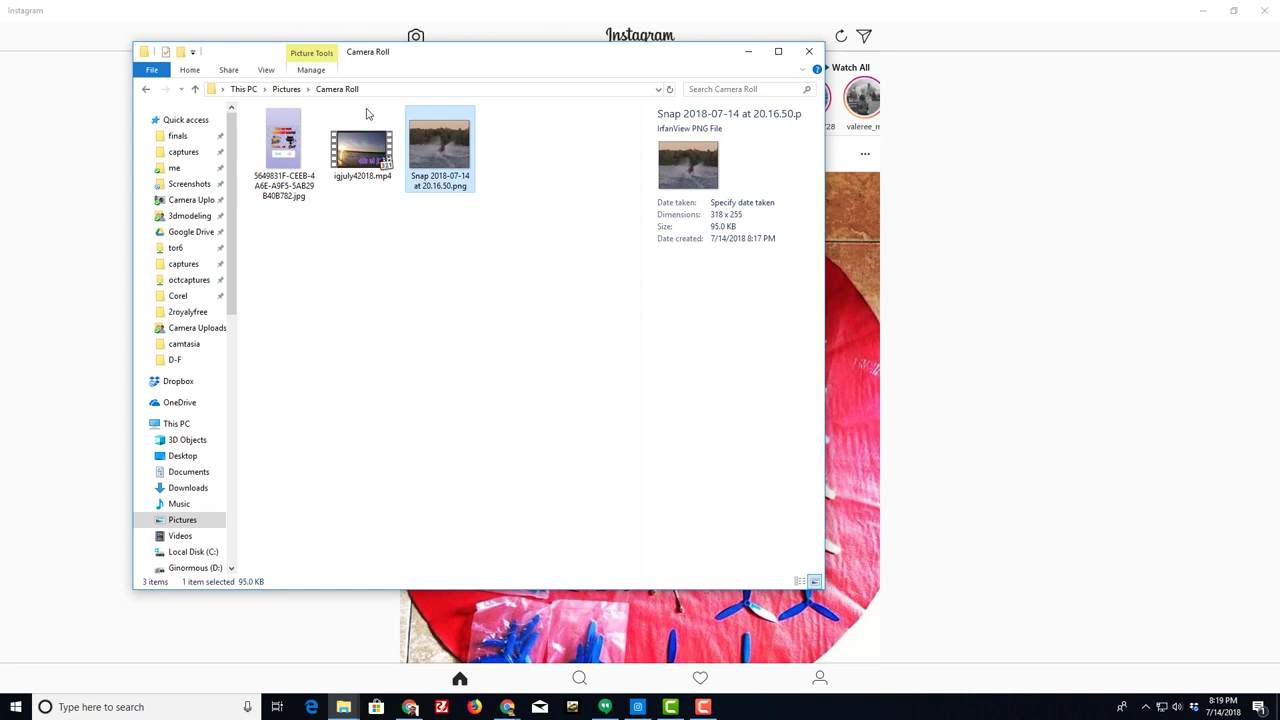 Instagram
Instagram
Watch All
728
valeree_m
Picture Tools
Camera Roll
File
Home
Share
View
Manage
This PC
Pictures
Camera Roll
Search Camera Roll
Quick access
finals
captures
me
Screenshots
Camera Uplo
3dmodeling
Google Drive
tor6
captures
octcaptures
Corel
2royalyfree
Camera Uploads
camtasia
D-F
Dropbox
OneDrive
This PC
3D Objects
Desktop
Documents
Downloads
Music
Pictures
Videos
Local Disk (C:)
Ginormous (D:)
5649831F-CEEB-4
A6E-A9F5-5AB29
B40B782.jpg
igjuly42018.mp4
Snap 2018-07-14
at 20.16.50.png
Snap 2018-07-14 at 20.16.50.p
IrfanView PNG File
Date taken: Specify date taken
Dimensions: 318 x 255
Size: 95.0 KB
Date created: 7/14/2018 8:17 PM
3 items 1 item selected 95.0 KB
Type here to search
8:19 PM
7/14/2018